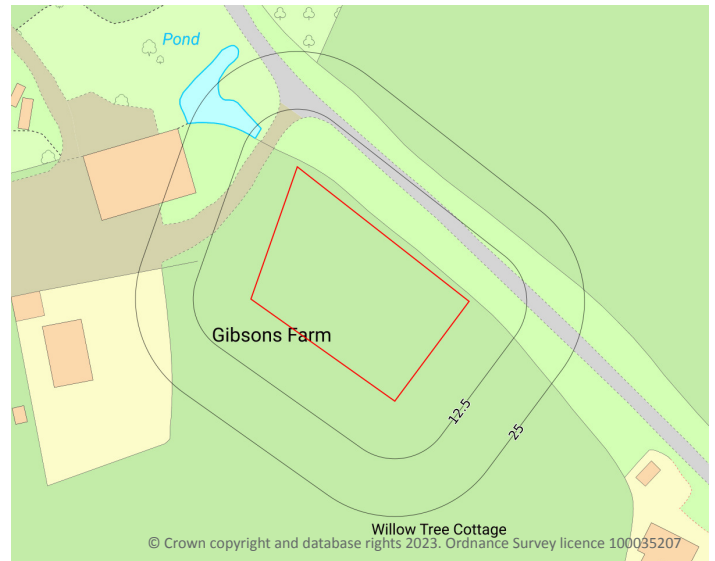 Pond
Gibsons Farm
12.5
25
Willow Tree Cottage
© Crown copyright and database rights 2023. Ordnance Survey licence 100035207